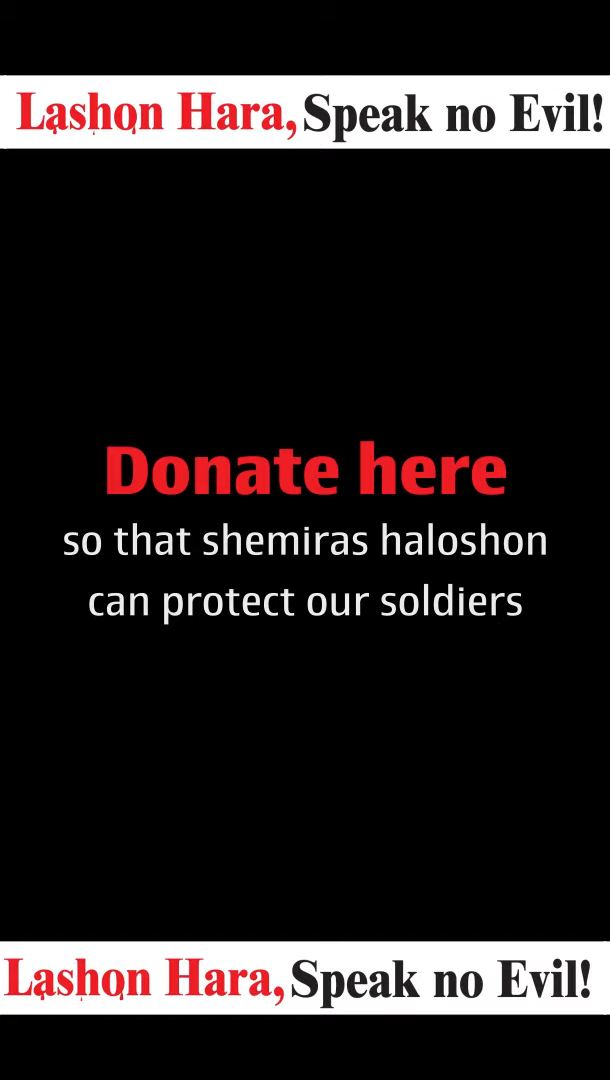 Lashon Hara, Speak no Evil!
Donate here
so that shemiras haloshon
can protect our soldiers
Lashon Hara, Speak no Evil!